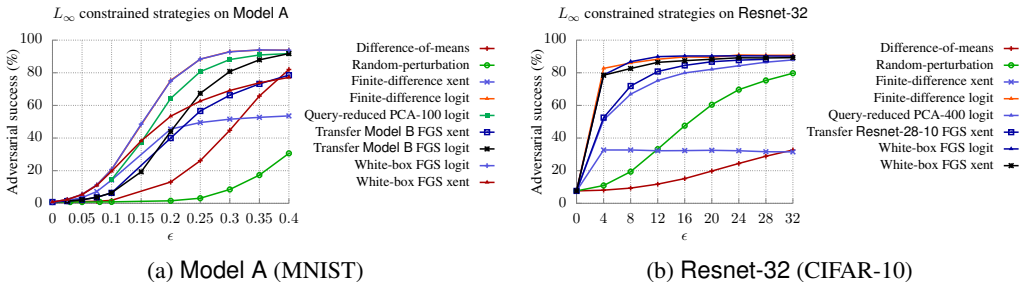 L∞ constrained strategies on Model A
Adversarial success (%)
100
80
60
40
20
0
0 0.05 0.1 0.15 0.2 0.25 0.3 0.35 0.4
ϵ
Difference-of-means
Random-perturbation
Finite-difference xent
Finite-difference logit
Query-reduced PCA-100 logit
Transfer Model B FGS xent
Transfer Model B FGS logit
White-box FGS logit
White-box FGS xent
(a) Model A (MNIST)
L∞ constrained strategies on Resnet-32
Adversarial success (%)
100
80
60
40
20
0
0 4 8 12 16 20 24 28 32
ϵ
Difference-of-means
Random-perturbation
Finite-difference xent
Finite-difference logit
Query-reduced PCA-400 logit
Transfer Resnet-28-10 FGS xent
White-box FGS logit
White-box FGS xent
(b) Resnet-32 (CIFAR-10)